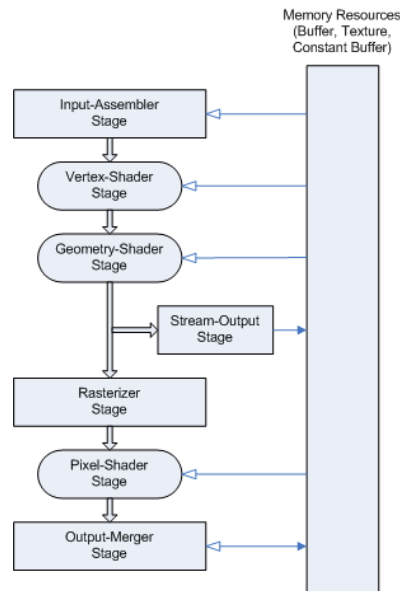 Memory Resources
(Buffer, Texture,
Constant Buffer)
Input-Assembler
Stage
Vertex-Shader
Stage
Geometry-Shader
Stage
Stream-Output
Stage
Rasterizer
Stage
Pixel-Shader
Stage
Output-Merger
Stage